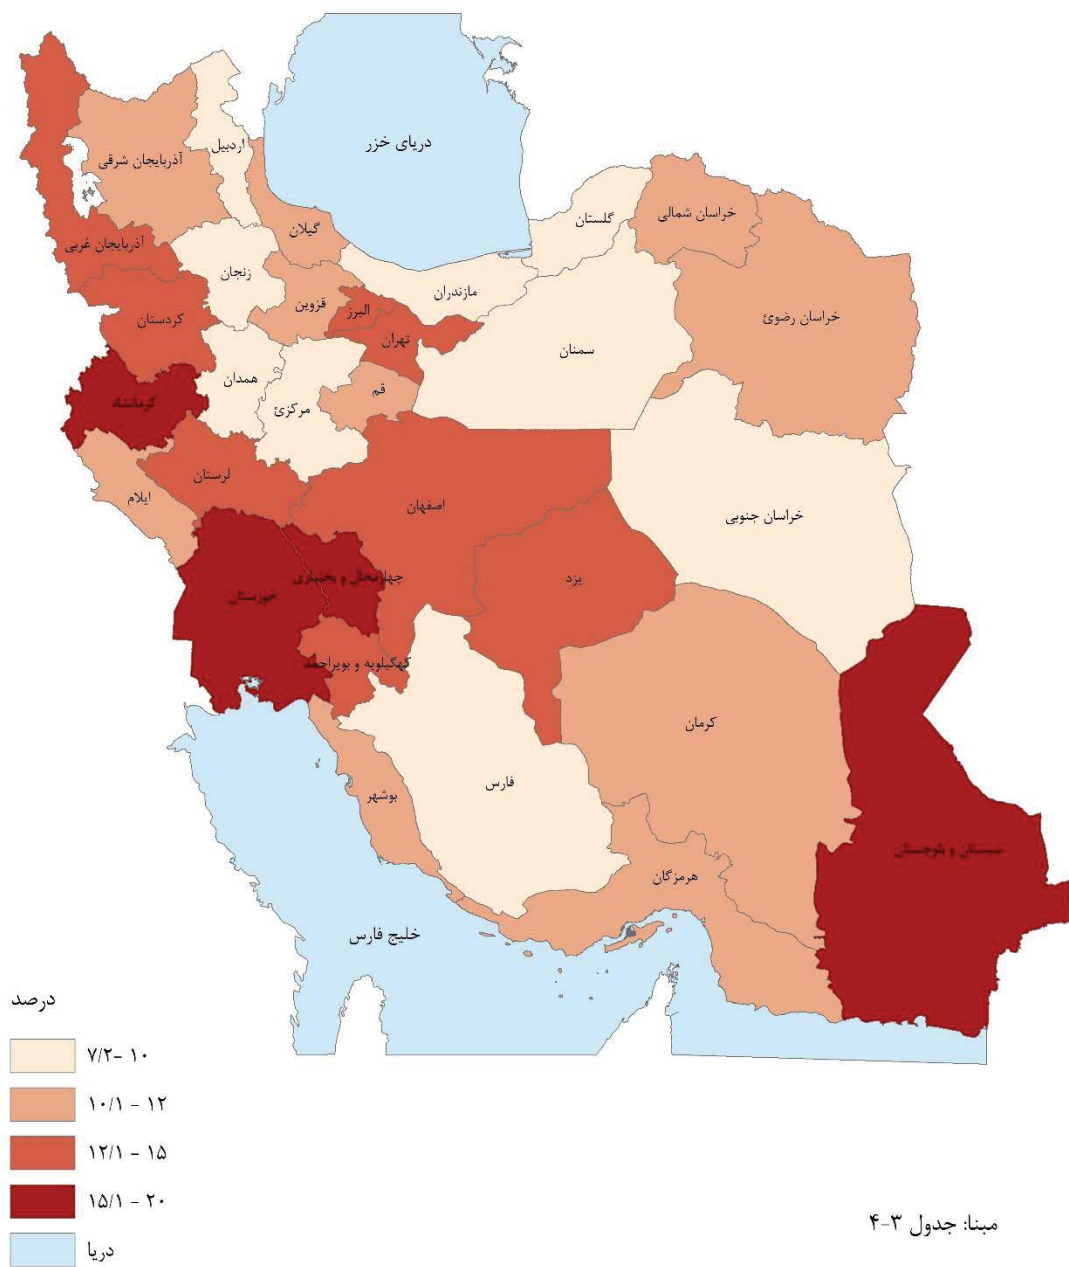 دریای خزر
اردبیل
آذربایجان شرقی
گلستان
خراسان شمالی
گیلان
آذربایجان غربی
زنجان
مازندران
قزوین
البرز
خراسان رضوئ
کردستان
تهران
سمنان
همدان
قم
کرمانشاه
مرکزئ
لرستان
ایلام
اصفهان
خراسان جنوبی
چهارمحال و بختیاری
یزد
خوزستان
کهگیلویه و بویراحمد
کرمان
فارس
بوشهر
سیستان و بلوچستان
هرمزگان
خلیج فارس
درصد
۷/۲- ۱۰
۱۰/۱ - ۱۲
۱۲/۱ - ۱۵
۱۵/۱ - ۲۰
دریا
مبنا: جدول ۳-۴